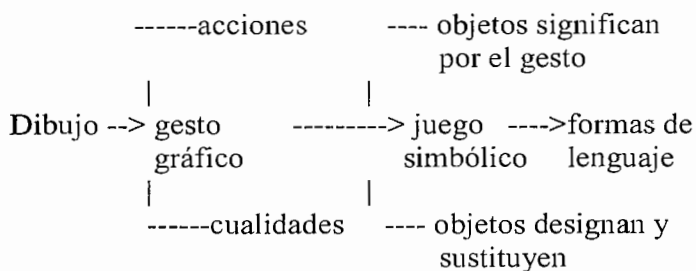 ------acciones ---- objetos significan
por el gesto
| |
Dibujo --> gesto ---------> juego ---->formas de
gráfico simbólico lenguaje
| |
------cualidades ---- objetos designan y
sustituyen